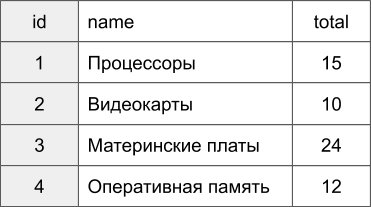 id name total
1 Процессоры 15
2 Видеокарты 10
3 Материнские платы 24
4 Оперативная память 12